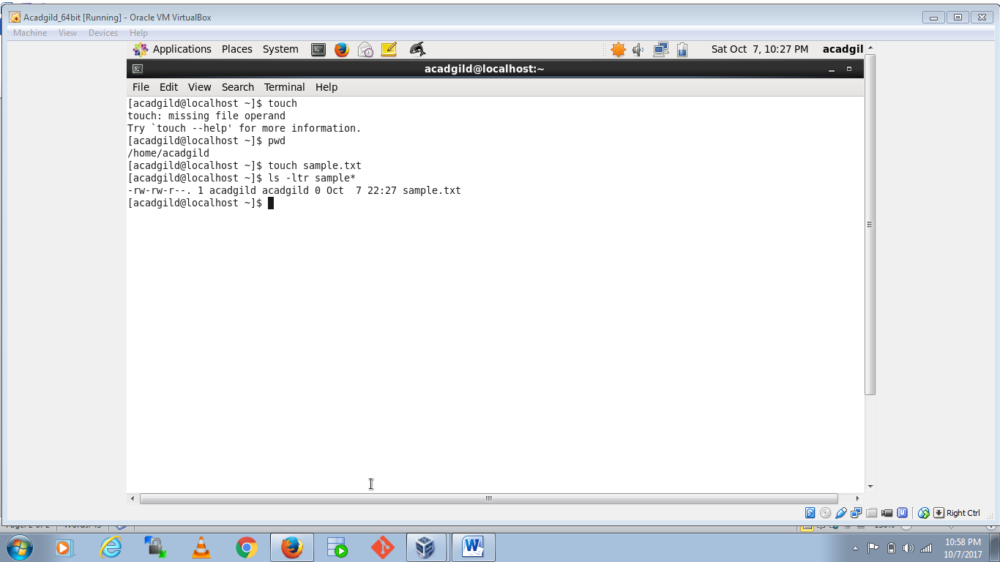 Acadgild_64bit [Running] - Oracle VM VirtualBox
Machine View Devices Help
Applications Places System Sat Oct 7, 10:27 PM acadgil
acadgild@localhost:~
File Edit View Search Terminal Help
[acadgild@localhost ~]$ touch
touch: missing file operand
Try `touch --help' for more information.
[acadgild@localhost ~]$ pwd
/home/acadgild
[acadgild@localhost ~]$ touch sample.txt
[acadgild@localhost ~]$ ls -ltr sample*
-rw-rw-r--. 1 acadgild acadgild 0 Oct  7 22:27 sample.txt
[acadgild@localhost ~]$
Right Ctrl
10:58 PM
10/7/2017